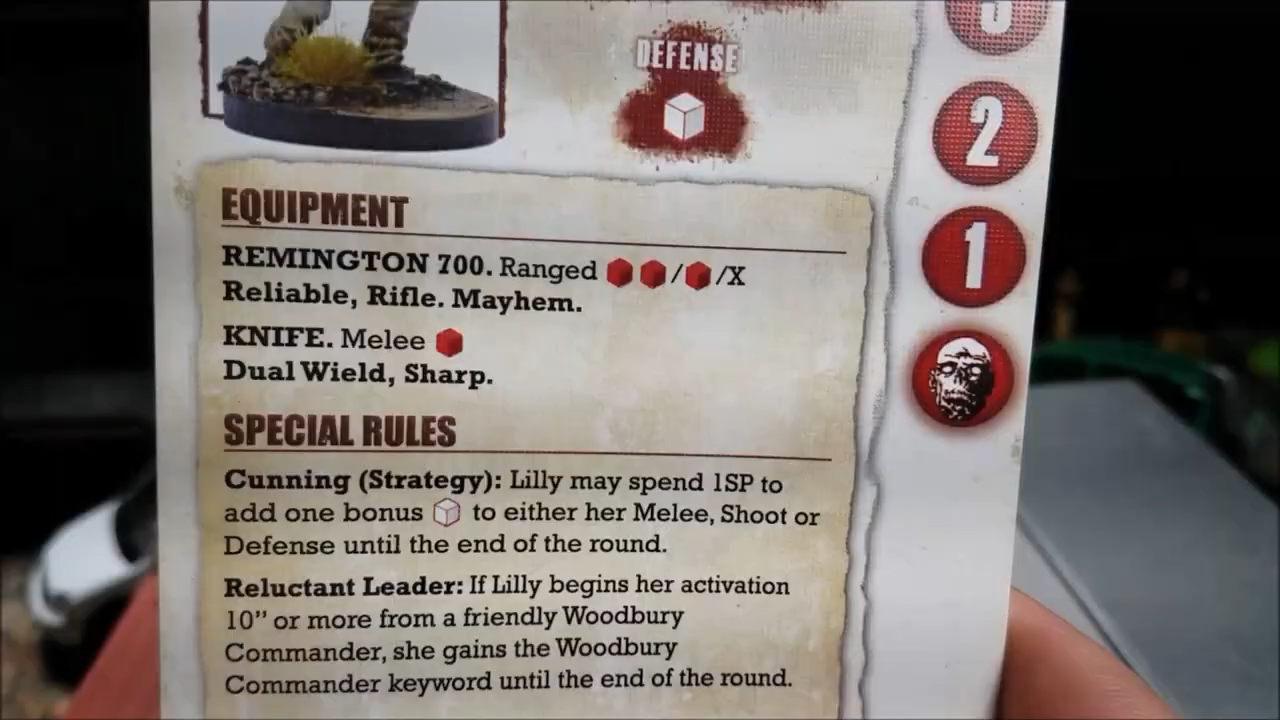 DEFENSE
EQUIPMENT
REMINGTON 700. Ranged / /X
Reliable, Rifle. Mayhem.
KNIFE. Melee
Dual Wield, Sharp.
SPECIAL RULES
Cunning (Strategy): Lilly may spend 1SP to
add one bonus to either her Melee, Shoot or
Defense until the end of the round.
Reluctant Leader: If Lilly begins her activation
10” or more from a friendly Woodbury
Commander, she gains the Woodbury
Commander keyword until the end of the round.
3
2
1